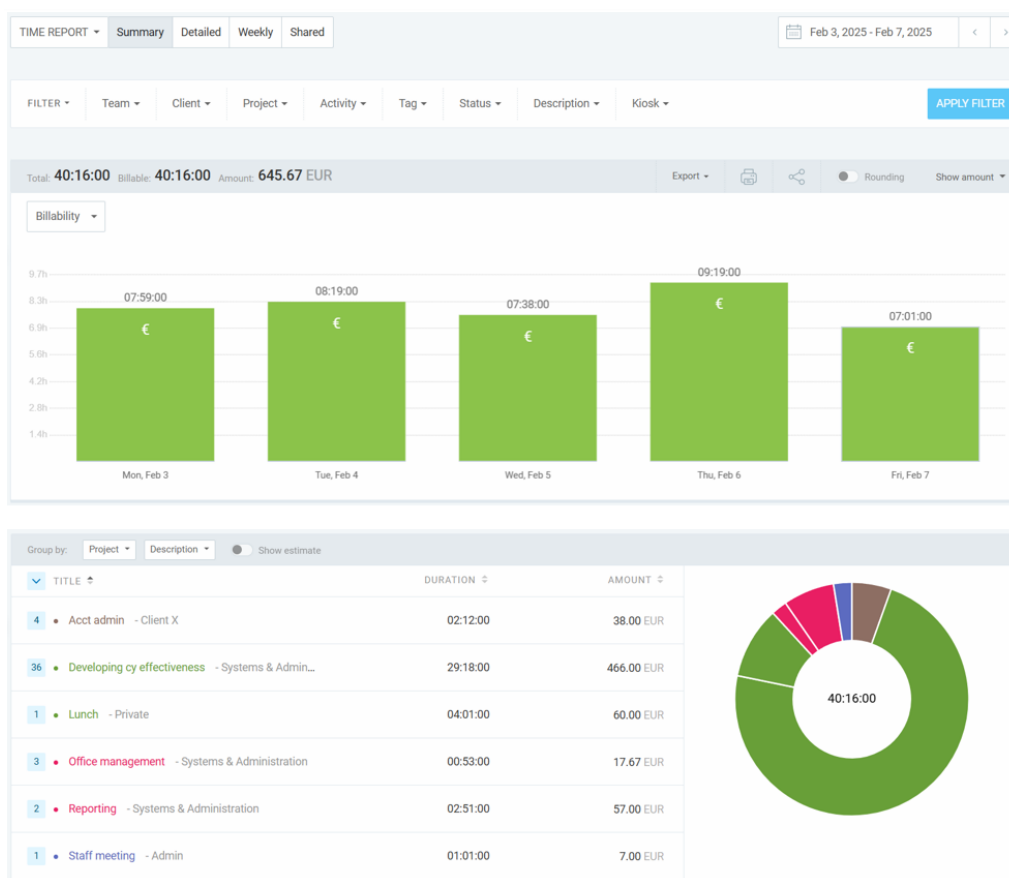 TIME REPORT Summary Detailed Weekly Shared Feb 3, 2025 - Feb 7, 2025
FILTER Team Client Project Activity Tag Status Description Kiosk APPLY FILTER
Total: 40:16:00 Billable: 40:16:00 Amount: 645.67 EUR Export Rounding Show amount
Billability
9.7h
8.3h
6.9h
5.6h
4.2h
2.8h
1.4h
07:59:00 08:19:00 07:38:00 09:19:00 07:01:00
€ € € € €
Mon, Feb 3 Tue, Feb 4 Wed, Feb 5 Thu, Feb 6 Fri, Feb 7
Group by: Project Description Show estimate
TITLE DURATION AMOUNT
4 Acct admin - Client X 02:12:00 38.00 EUR
36 Developing cy effectiveness - Systems & Admin... 29:18:00 466.00 EUR
1 Lunch - Private 04:01:00 60.00 EUR
3 Office management - Systems & Administration 00:53:00 17.67 EUR
2 Reporting - Systems & Administration 02:51:00 57.00 EUR
1 Staff meeting - Admin 01:01:00 7.00 EUR
40:16:00